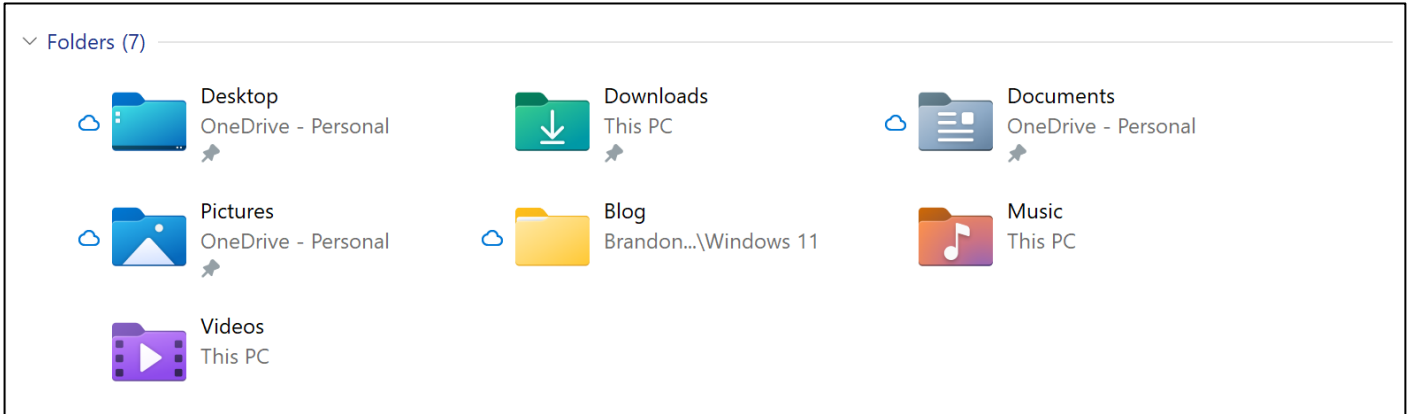 Folders (7)
Desktop
OneDrive - Personal
Downloads
This PC
Documents
OneDrive - Personal
Pictures
OneDrive - Personal
Blog
Brandon...\Windows 11
Music
This PC
Videos
This PC